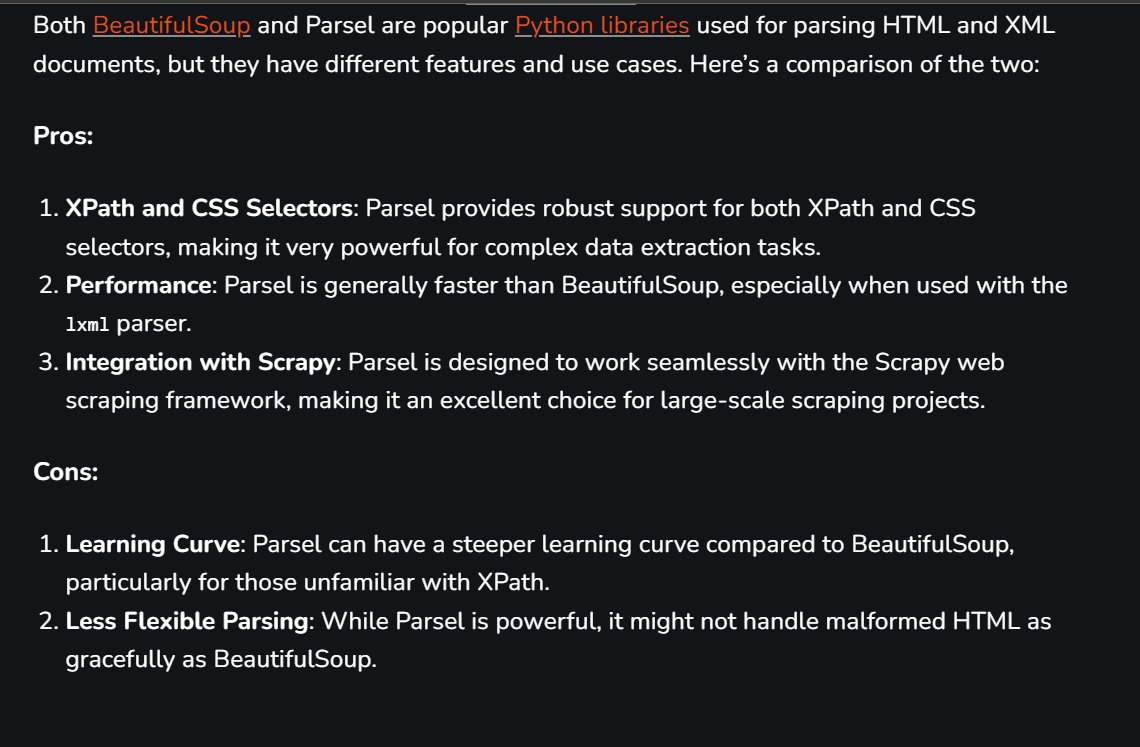 Both BeautifulSoup and Parsel are popular Python libraries used for parsing HTML and XML
documents, but they have different features and use cases. Here’s a comparison of the two:
Pros:
1. XPath and CSS Selectors: Parsel provides robust support for both XPath and CSS
selectors, making it very powerful for complex data extraction tasks.
2. Performance: Parsel is generally faster than BeautifulSoup, especially when used with the
lxml parser.
3. Integration with Scrapy: Parsel is designed to work seamlessly with the Scrapy web
scraping framework, making it an excellent choice for large-scale scraping projects.
Cons:
1. Learning Curve: Parsel can have a steeper learning curve compared to BeautifulSoup,
particularly for those unfamiliar with XPath.
2. Less Flexible Parsing: While Parsel is powerful, it might not handle malformed HTML as
gracefully as BeautifulSoup.